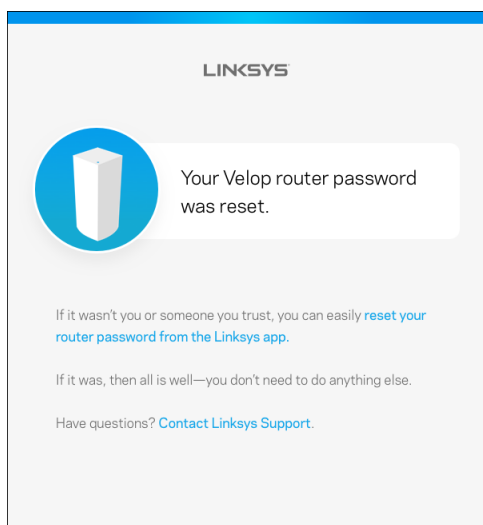 LINKSYS
Your Velop router password
was reset.
If it wasn't you or someone you trust, you can easily reset your
router password from the Linksys app.
If it was, then all is well—you don't need to do anything else.
Have questions? Contact Linksys Support.